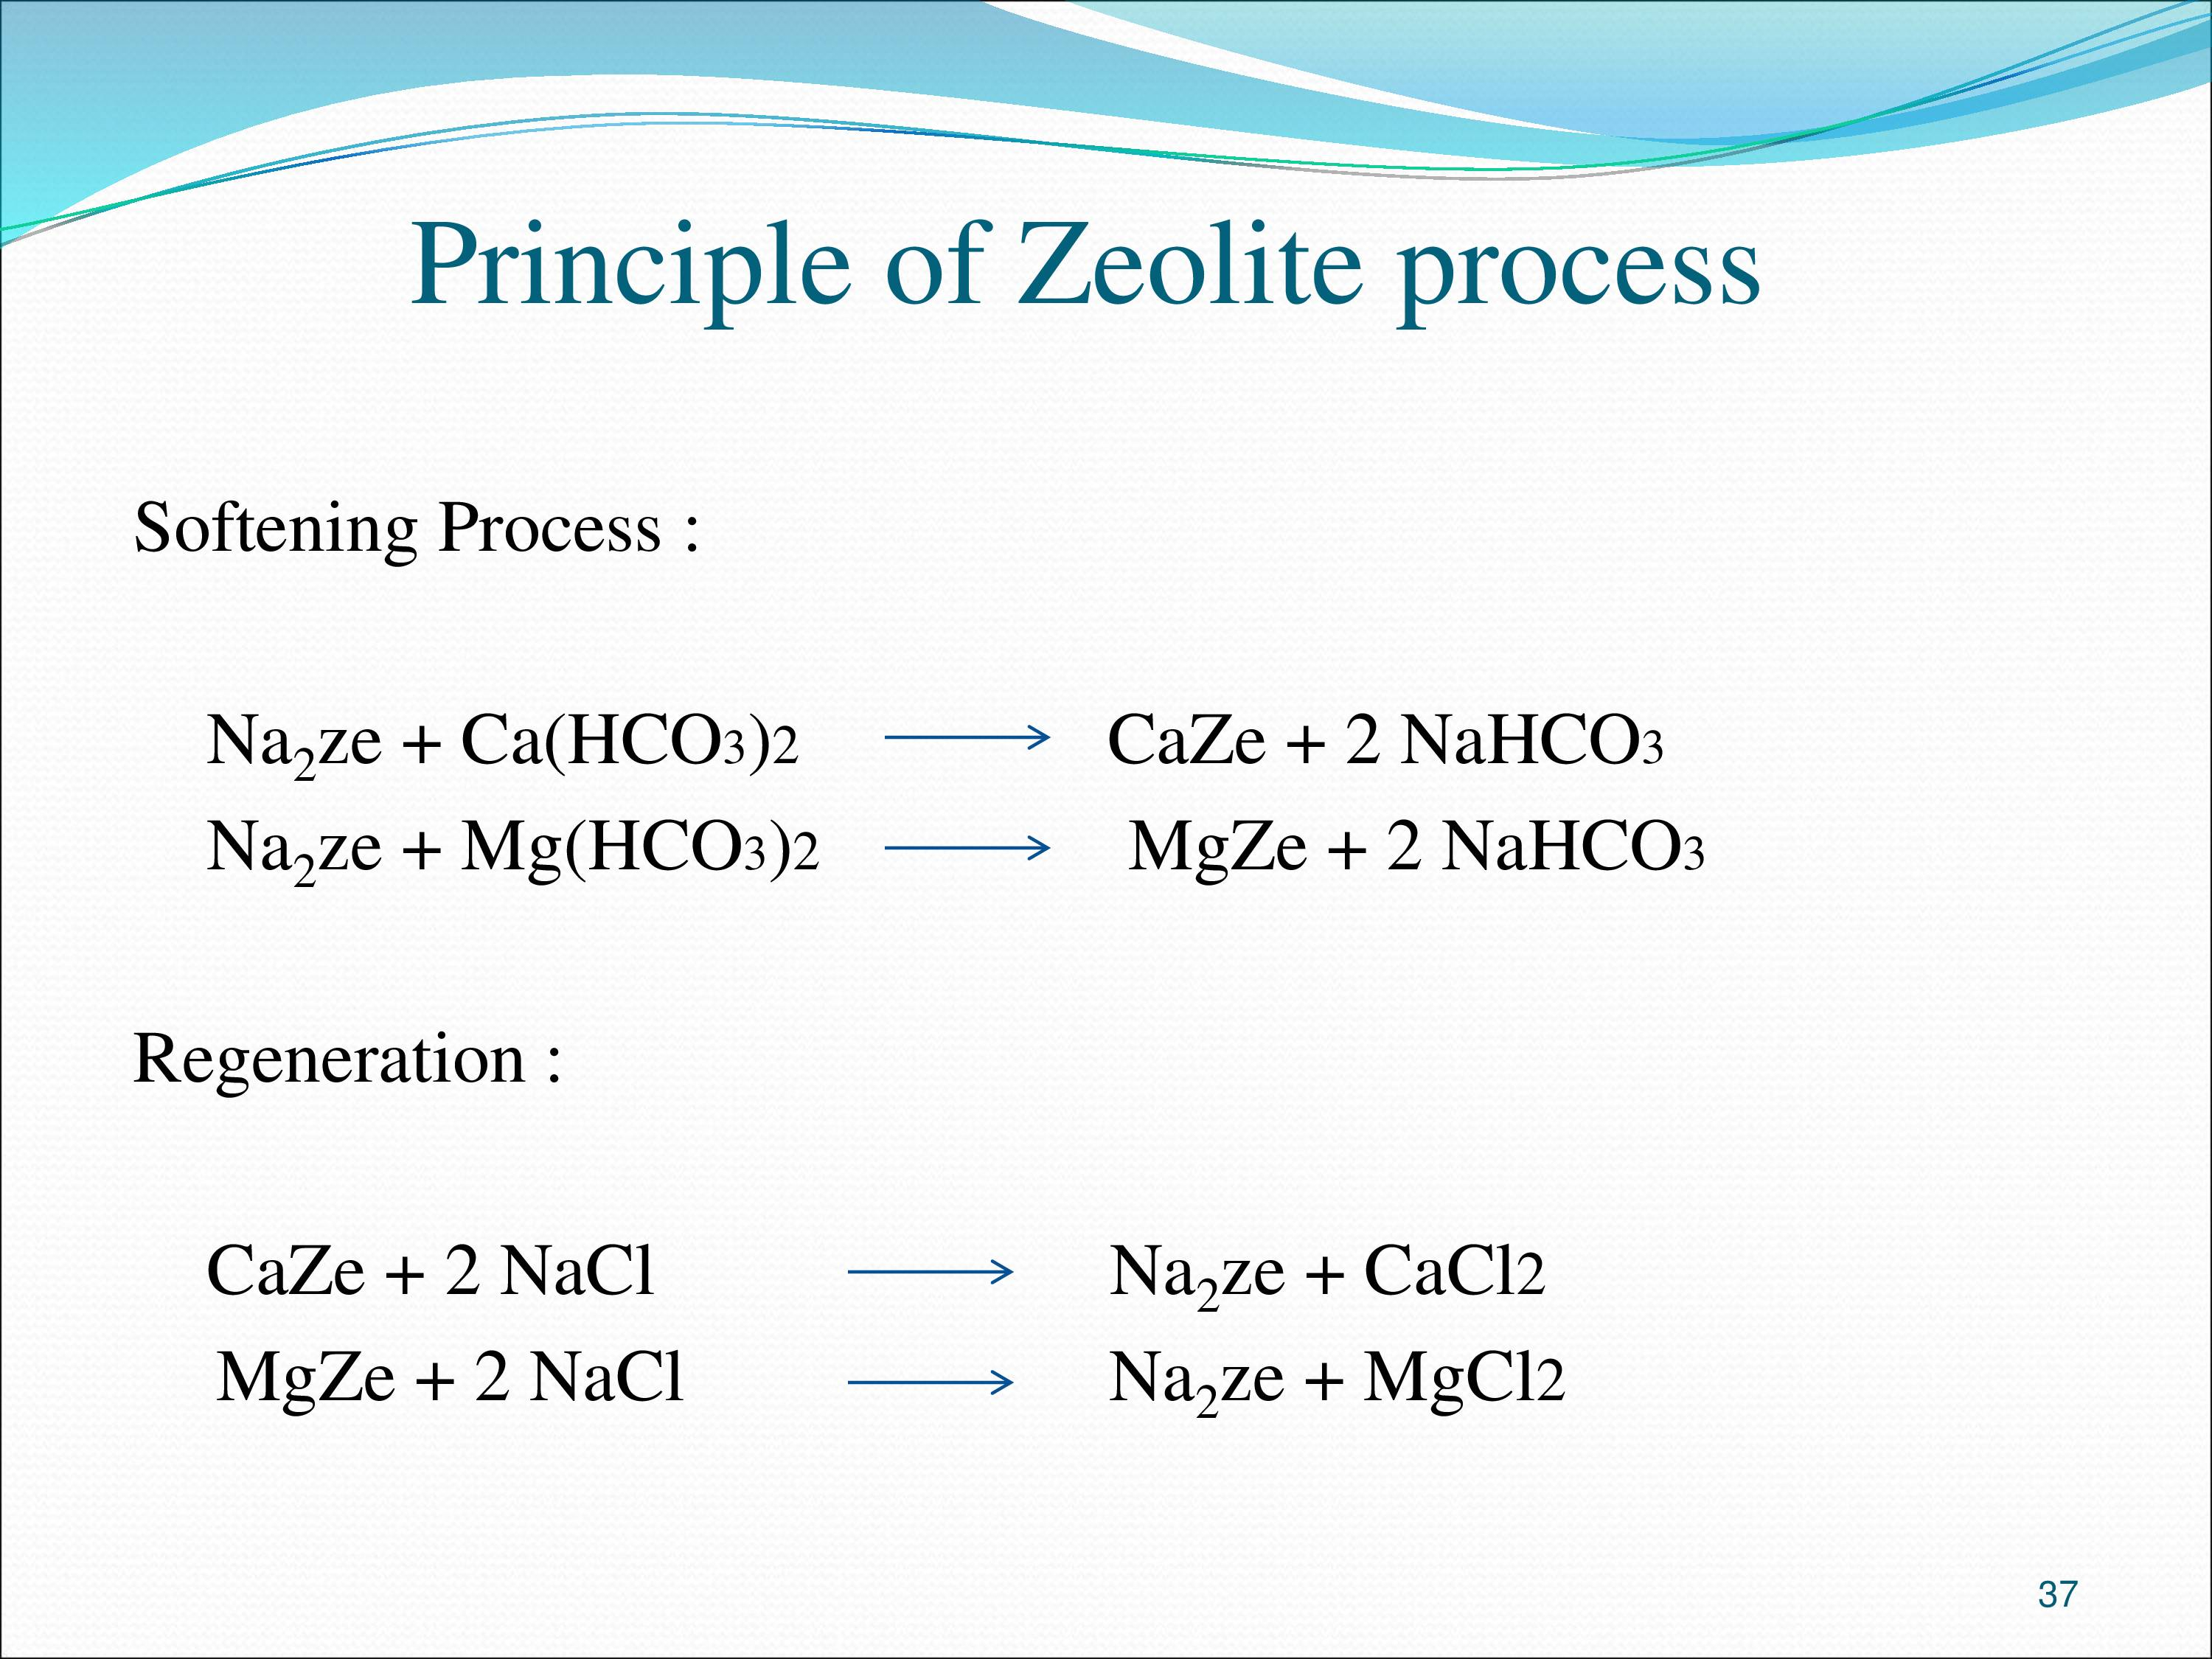 Principle of Zeolite process
Softening Process :
Na₂ze + Ca(HCO3)2 → CaZe + 2 NaHCO3
Na₂ze + Mg(HCO3)2 → MgZe + 2 NaHCO3
Regeneration :
CaZe + 2 NaCl → Na₂ze + CaCl2
MgZe + 2 NaCl → Na₂ze + MgCl2
37